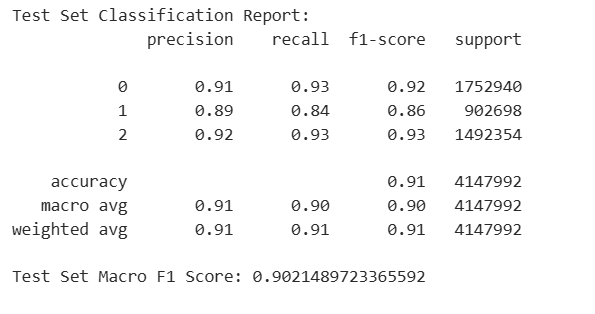 Test Set Classification Report:
precision recall f1-score support
0 0.91 0.93 0.92 1752940
1 0.89 0.84 0.86 902698
2 0.92 0.93 0.93 1492354
accuracy 0.91 4147992
macro avg 0.91 0.90 0.90 4147992
weighted avg 0.91 0.91 0.91 4147992
Test Set Macro F1 Score: 0.9021489723365592